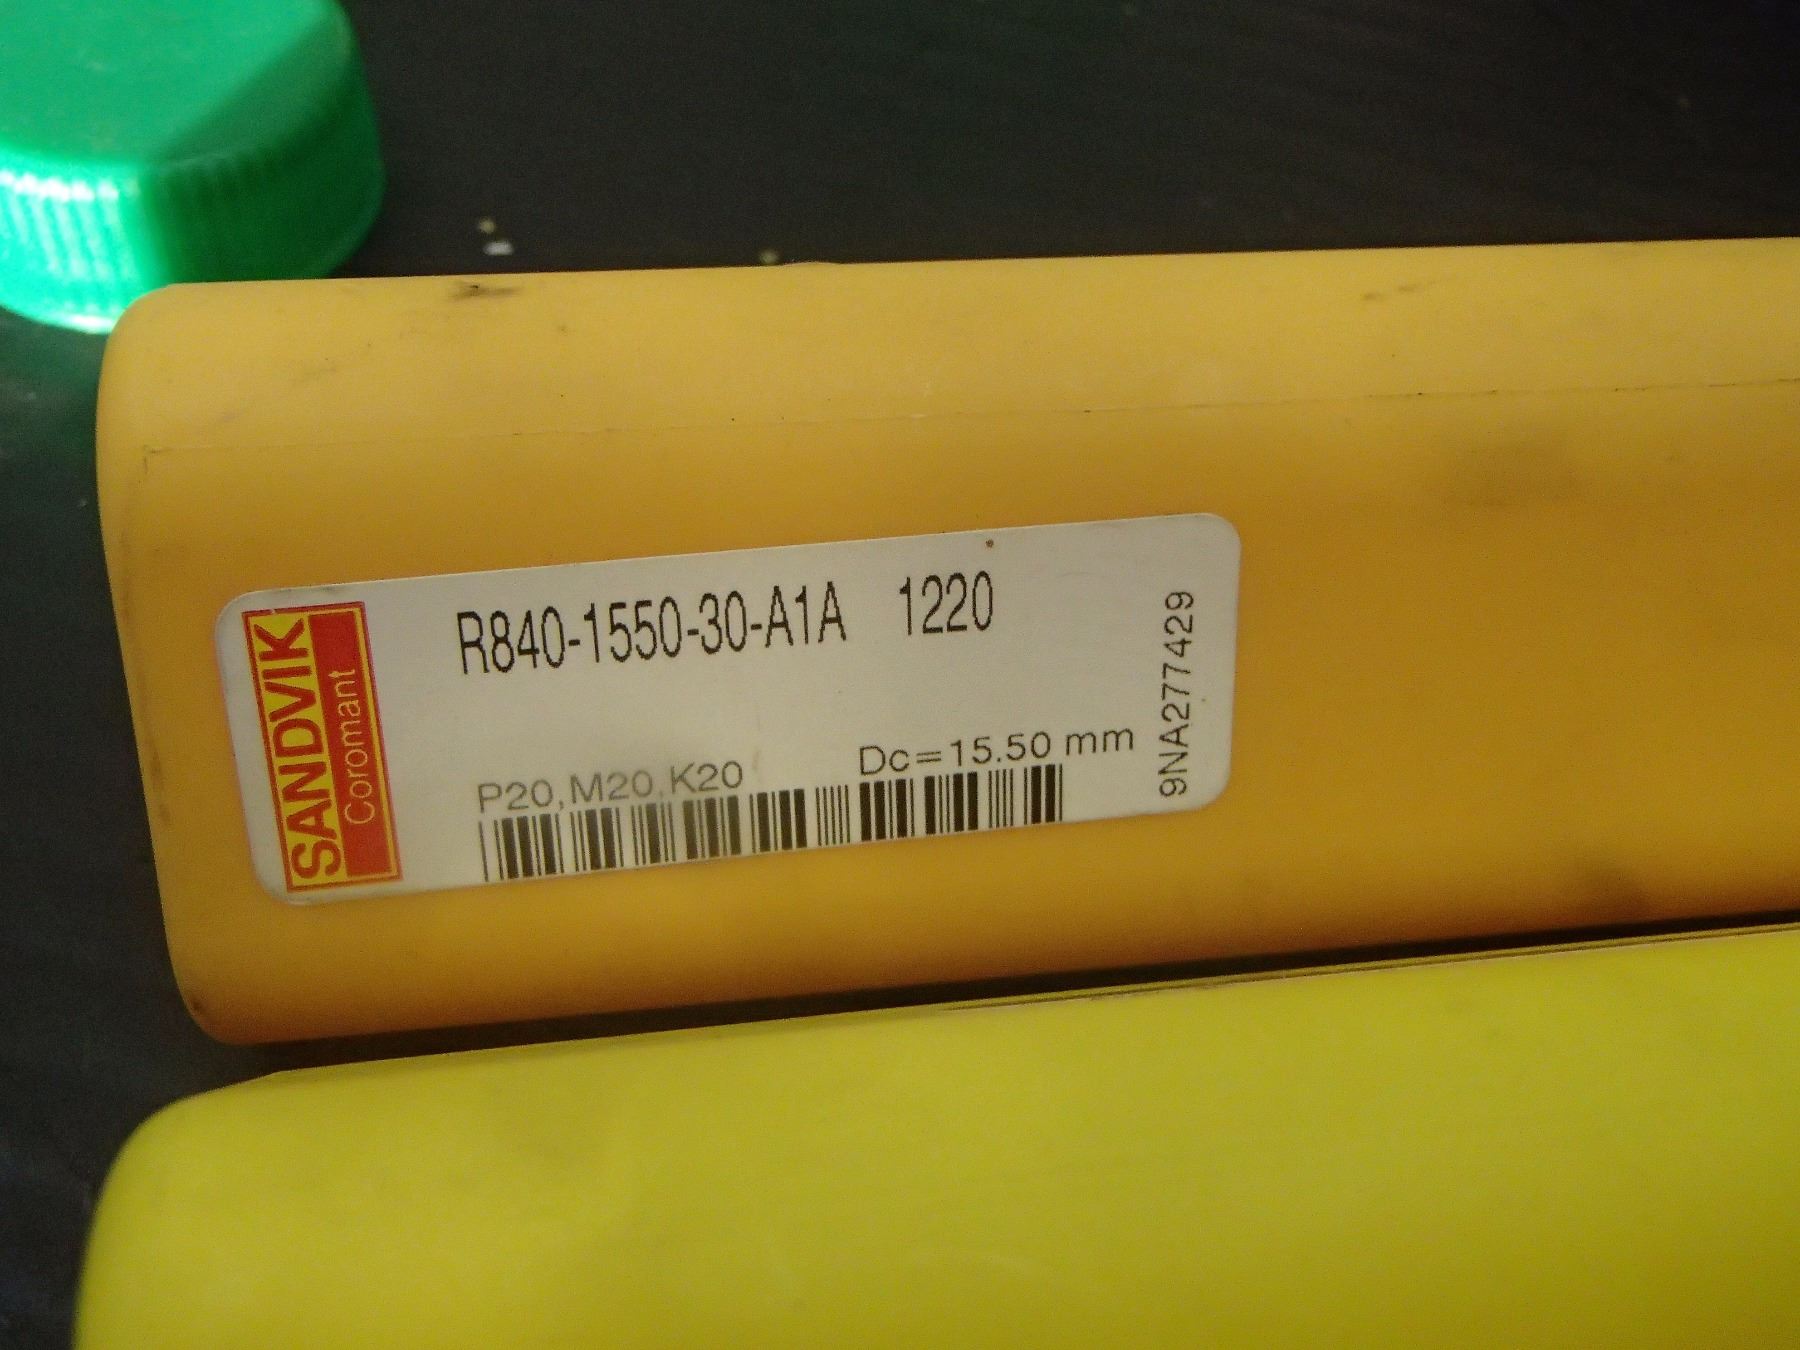 SANDVIK
Coromant
R840-1550-30-A1A 1220
P20,M20,K20 Dc=15.50 mm
9NA277429